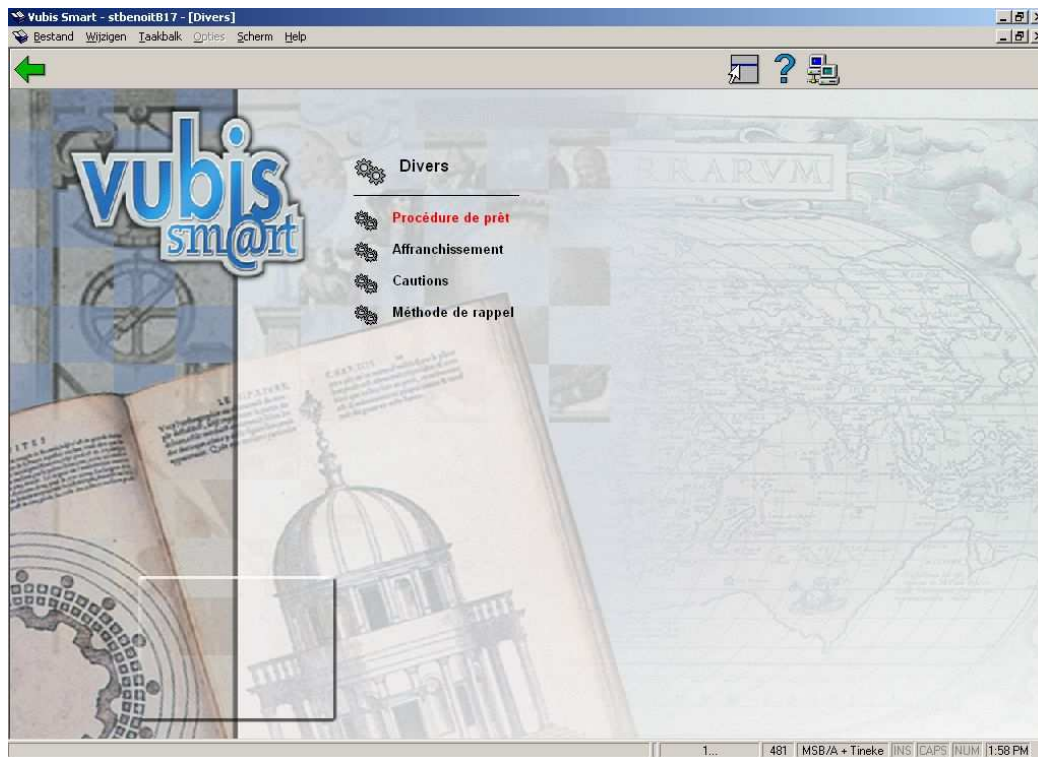 Vubis Smart - stbenoitB17 - [Divers]
Bestand Wijzigen Taakbalk Opties Scherm Help
vubis
sm@rt
Divers
Procédure de prêt
Affranchissement
Cautions
Méthode de rappel
RARVM
1... 481 MSB/A + Tineke INS CAPS NUM 1:58 PM